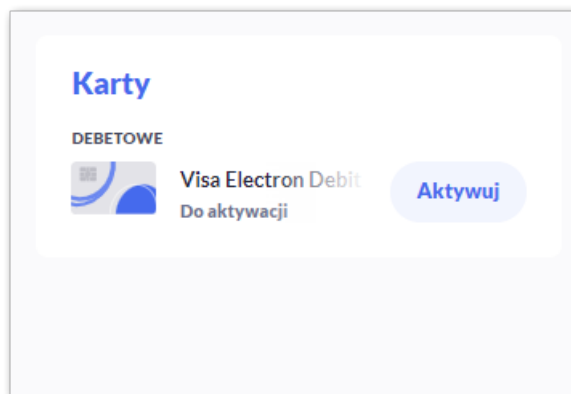 Karty
DEBETOWE
Visa Electron Debit
Do aktywacji
Aktywuj